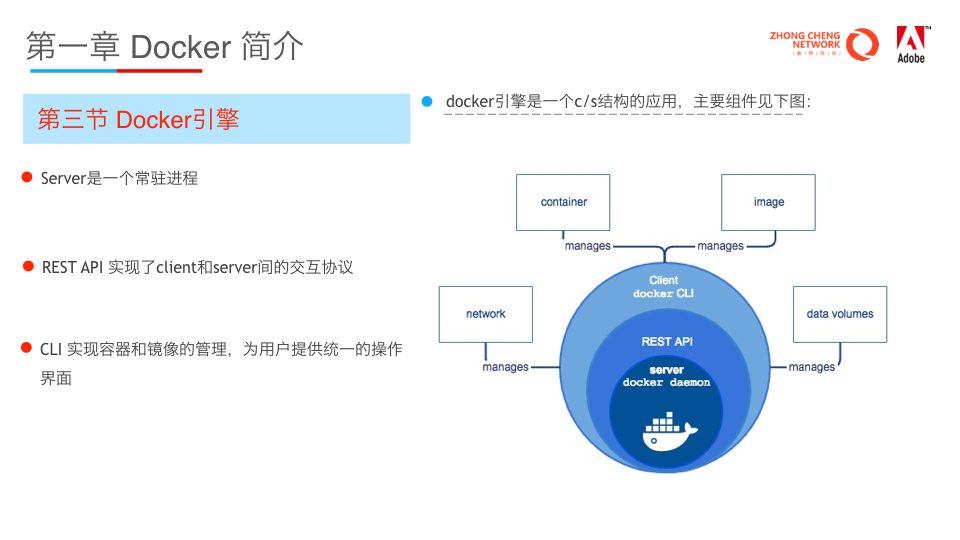 第一章 Docker 简介
ZHONG CHENG
NETWORK
Adobe
TM
第三节 Docker引擎
docker引擎是一个c/s结构的应用，主要组件见下图：
Server是一个常驻进程
REST API 实现了client和server间的交互协议
CLI 实现容器和镜像的管理，为用户提供统一的操作
界面
container
image
manages
manages
Client
docker CLI
network
data volumes
REST API
manages
manages
server
docker daemon